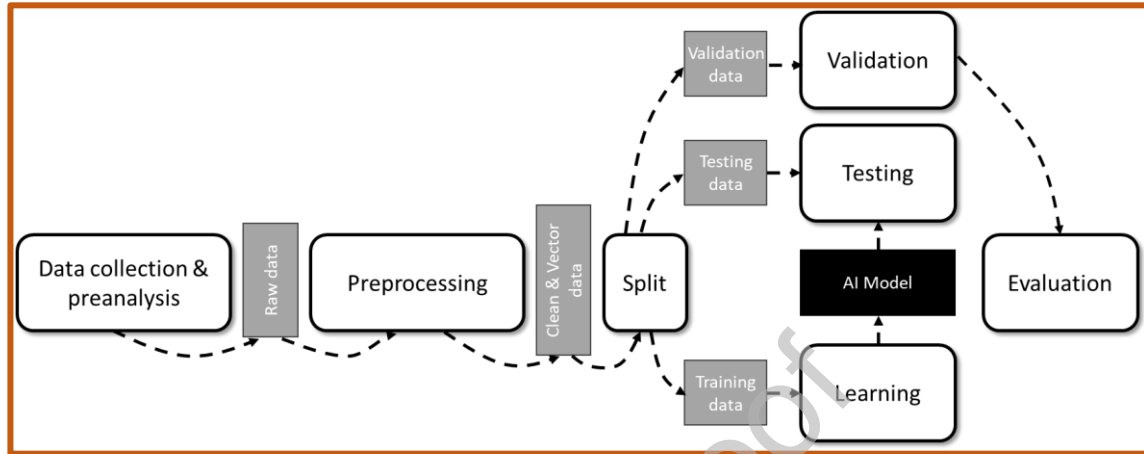 Data collection &
preanalysis
Raw data
Preprocessing
Clean & Vector
data
Split
Validation
data
Validation
Testing
data
Testing
AI Model
Training
data
Learning
Evaluation
oof